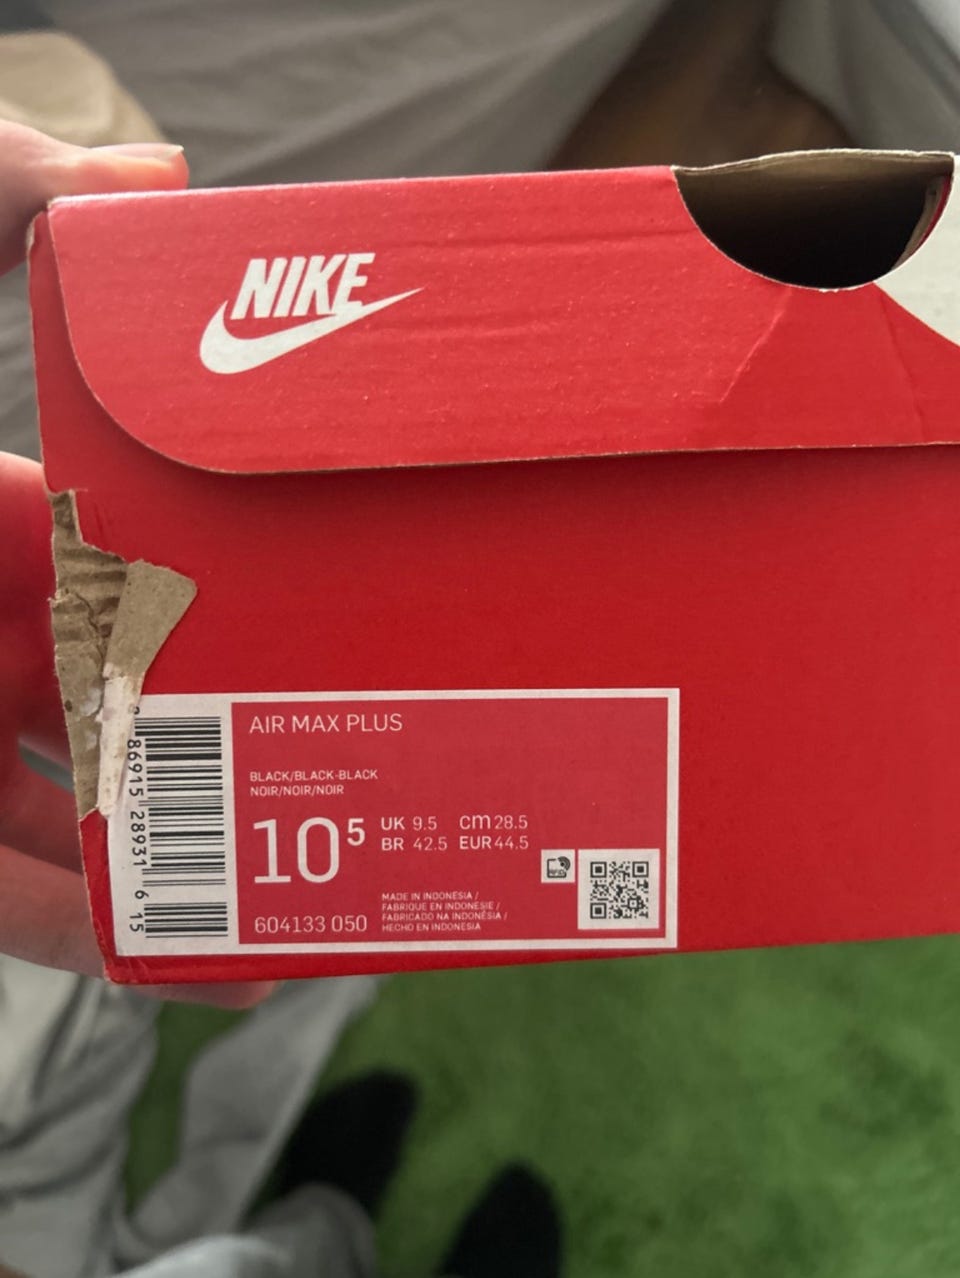 NIKE
AIR MAX PLUS
BLACK/BLACK-BLACK
NOIR/NOIR/NOIR
10⁵ UK 9.5 cm 28.5
BR 42.5 EUR 44.5
MADE IN INDONESIA /
FABRIQUE EN INDONESIE /
FABRICADO NA INDONÉSIA /
HECHO EN INDONESIA
604133 050
86915 28931 6 15